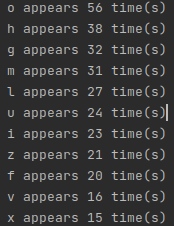 o appears 56 time(s)
h appears 38 time(s)
g appears 32 time(s)
m appears 31 time(s)
l appears 27 time(s)
u appears 24 time(s)
i appears 23 time(s)
z appears 21 time(s)
f appears 20 time(s)
v appears 16 time(s)
x appears 15 time(s)